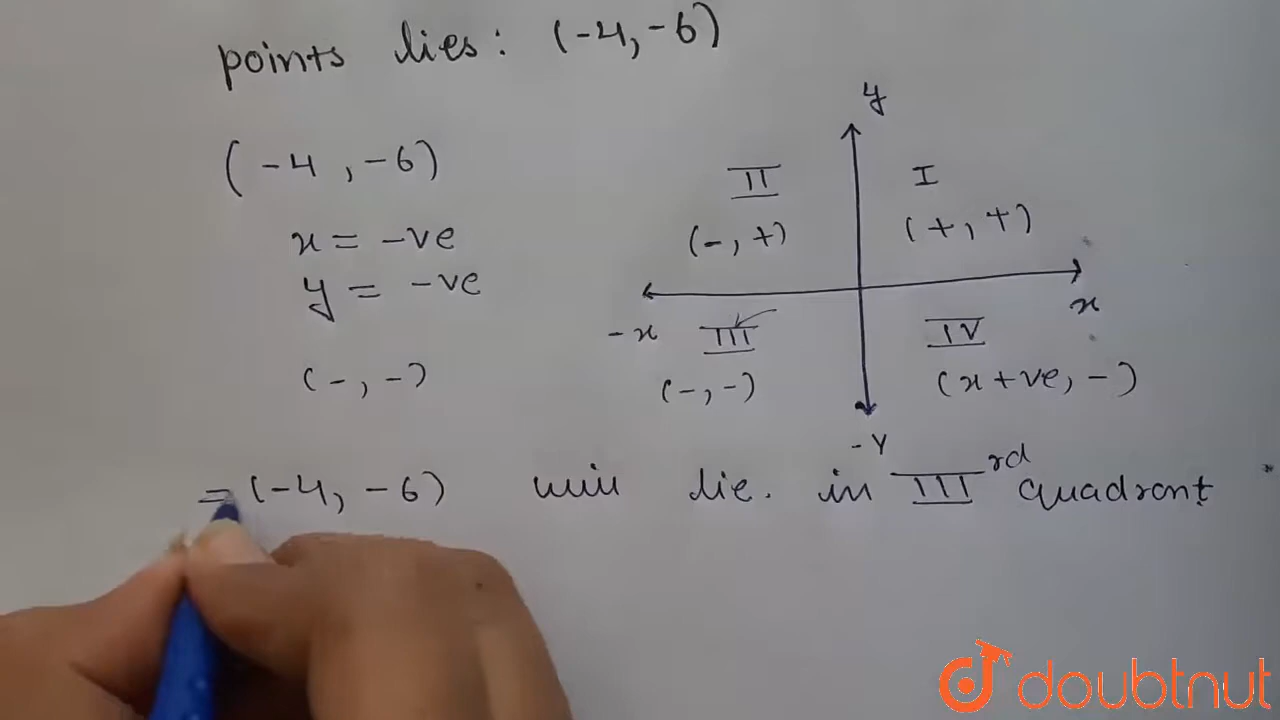 points lies: (-4, -6)
(-4, -6)
x = -ve
y = -ve
(-, -)
y
II
I
(-, +)
(+, +)
-x
III
IV
x
(-, -)
(x+ve, -)
-Y
=(-4, -6) will lie. in III rd quadrant
doubtnut